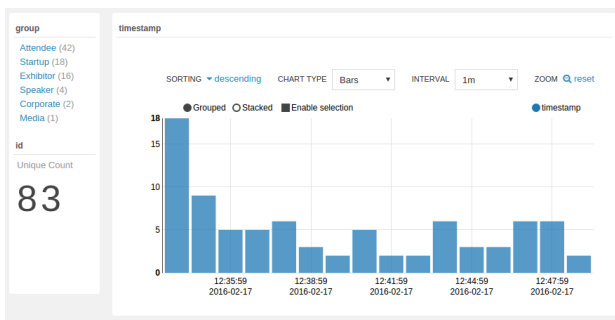 group
Attendee (42)
Startup (18)
Exhibitor (16)
Speaker (4)
Corporate (2)
Media (1)
id
Unique Count
83
timestamp
SORTING descending CHART TYPE Bars INTERVAL 1m ZOOM reset
Grouped Stacked Enable selection timestamp
18
15
10
5
0
12:35:59 12:38:59 12:41:59 12:44:59 12:47:59
2016-02-17 2016-02-17 2016-02-17 2016-02-17 2016-02-17